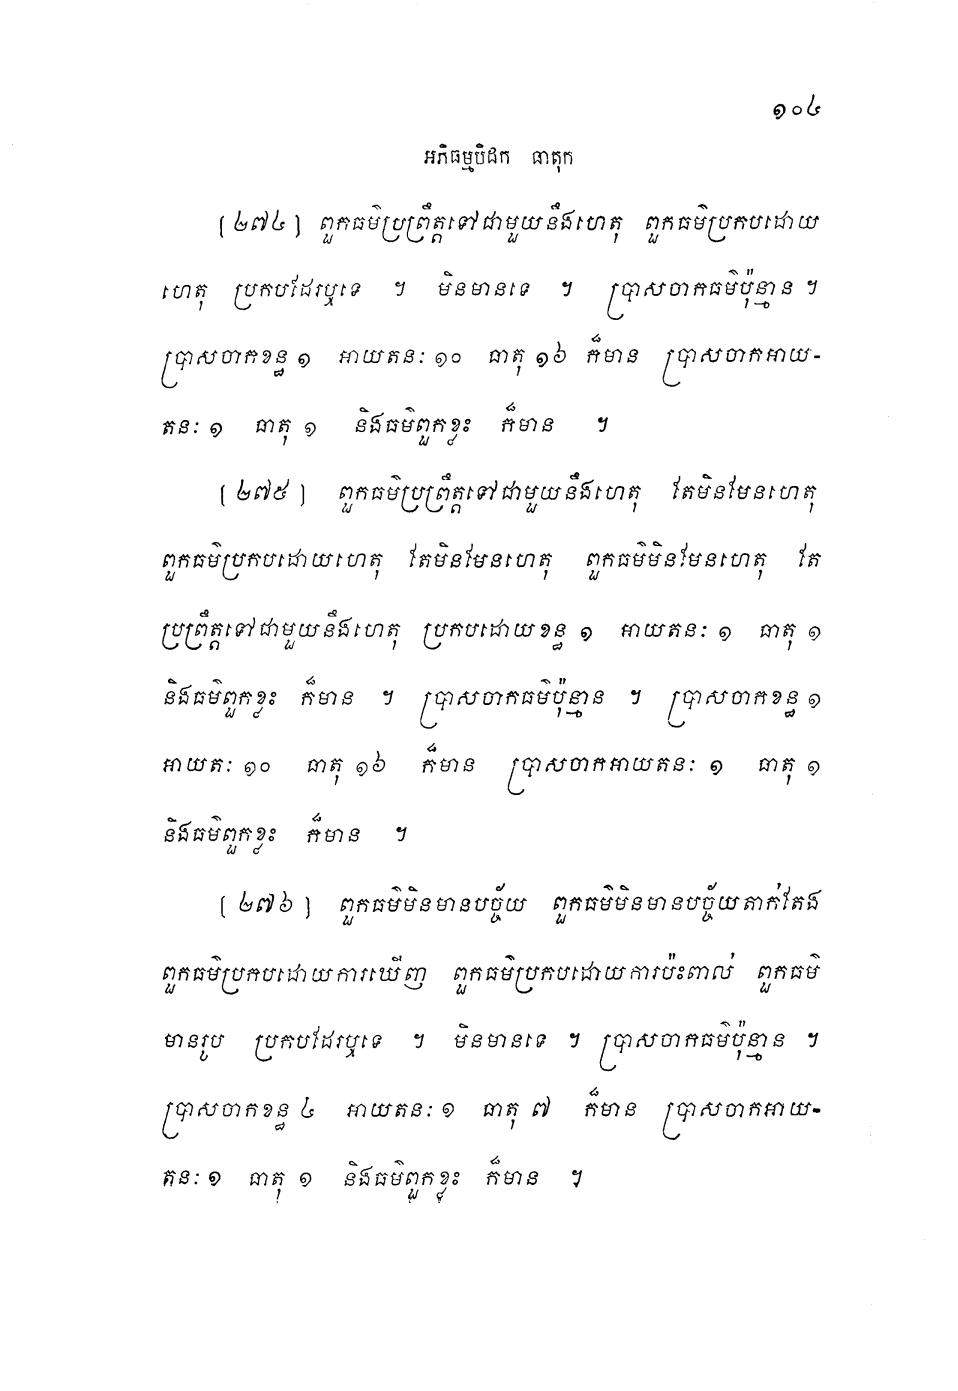 ១០៤
អភិធម្មបិដក ធាតុក
[២៧៤] ពួកធម៌ប្រព្រឹត្តទៅជាមួយនឹងហេតុ ពួកធម៌ប្រកបដោយ
ហេតុ ប្រកបដែរឬទេ ។ មិនមានទេ ។ ប្រាសចាកធម៌ប៉ុន្មាន ។
ប្រាសចាកខន្ធ ១ អាយតនៈ ១០ ធាតុ ១៦ ក៏មាន ប្រាសចាកអាយ-
តនៈ ១ ធាតុ ១ និងធម៌ពួកខ្លះ ក៏មាន ។
[២៧៥] ពួកធម៌ប្រព្រឹត្តទៅជាមួយនឹងហេតុ តែមិនមែនហេតុ
ពួកធម៌ប្រកបដោយហេតុ តែមិនមែនហេតុ ពួកធម៌មិនមែនហេតុ តែ
ប្រព្រឹត្តទៅជាមួយនឹងហេតុ ប្រកបដោយខន្ធ ១ អាយតនៈ ១ ធាតុ ១
និងធម៌ពួកខ្លះ ក៏មាន ។ ប្រាសចាកធម៌ប៉ុន្មាន ។ ប្រាសចាកខន្ធ ១
អាយតៈ ១០ ធាតុ ១៦ ក៏មាន ប្រាសចាកអាយតនៈ ១ ធាតុ ១
និងធម៌ពួកខ្លះ ក៏មាន ។
[២៧៦] ពួកធម៌មិនមានបច្ច័យ ពួកធម៌មិនមានបច្ច័យតាក់តែង
ពួកធម៌ប្រកបដោយការឃើញ ពួកធម៌ប្រកបដោយការប៉ះពាល់ ពួកធម៌
មានរូប ប្រកបដែរឬទេ ។ មិនមានទេ ។ ប្រាសចាកធម៌ប៉ុន្មាន ។
ប្រាសចាកខន្ធ ៤ អាយតនៈ ១ ធាតុ ៧ ក៏មាន ប្រាសចាកអាយ-
តនៈ ១ ធាតុ ១ និងធម៌ពួកខ្លះ ក៏មាន ។